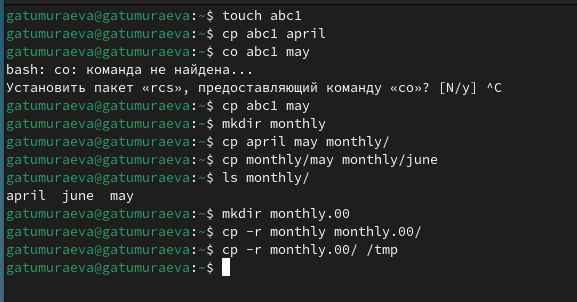 gatumuraeva@gatumuraeva:~$ touch abc1
gatumuraeva@gatumuraeva:~$ cp abc1 april
gatumuraeva@gatumuraeva:~$ co abc1 may
bash: co: команда не найдена...
Установить пакет «rcs», предоставляющий команду «co»? [N/y] ^C
gatumuraeva@gatumuraeva:~$ cp abc1 may
gatumuraeva@gatumuraeva:~$ mkdir monthly
gatumuraeva@gatumuraeva:~$ cp april may monthly/
gatumuraeva@gatumuraeva:~$ cp monthly/may monthly/june
gatumuraeva@gatumuraeva:~$ ls monthly/
april  june  may
gatumuraeva@gatumuraeva:~$ mkdir monthly.00
gatumuraeva@gatumuraeva:~$ cp -r monthly monthly.00/
gatumuraeva@gatumuraeva:~$ cp -r monthly.00/ /tmp
gatumuraeva@gatumuraeva:~$